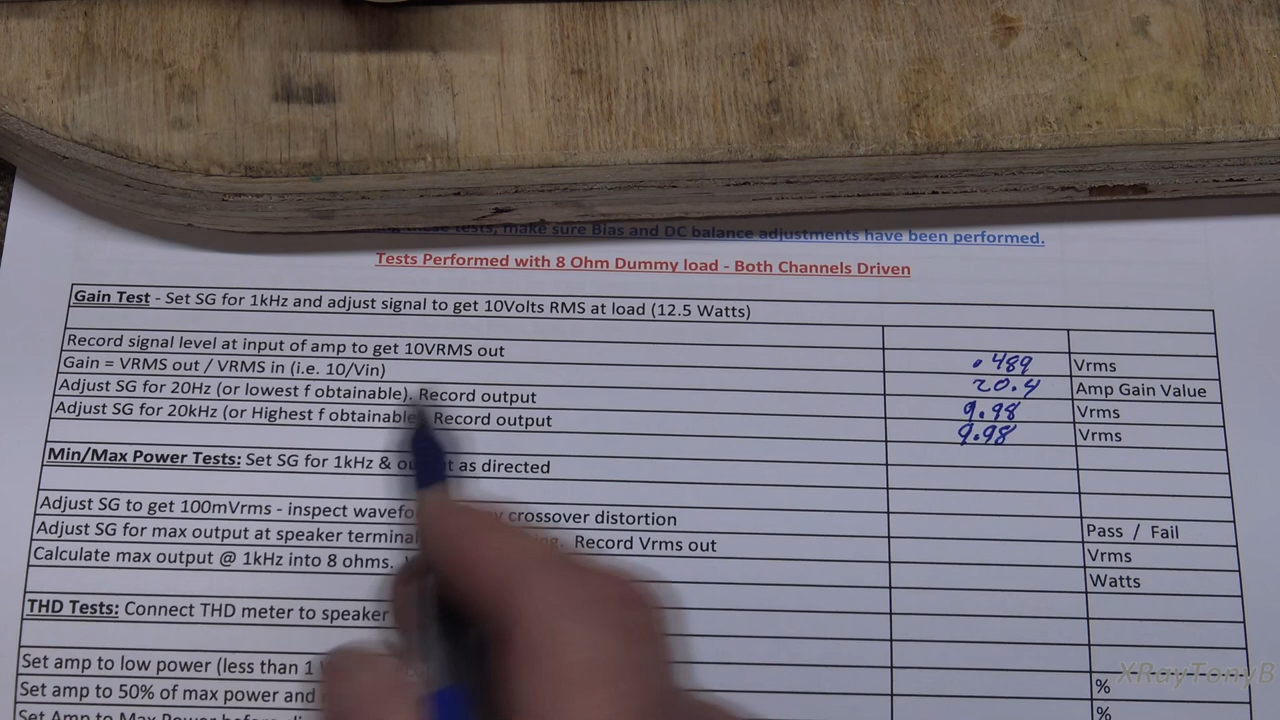 these tests, make sure Bias and DC balance adjustments have been performed.
Tests Performed with 8 Ohm Dummy load - Both Channels Driven
Gain Test - Set SG for 1kHz and adjust signal to get 10Volts RMS at load (12.5 Watts)
Record signal level at input of amp to get 10VRMS out .489 Vrms
Gain = VRMS out / VRMS in (i.e. 10/Vin) 20.4 Amp Gain Value
Adjust SG for 20Hz (or lowest f obtainable). Record output 9.98 Vrms
Adjust SG for 20kHz (or Highest f obtainable Record output 9.98 Vrms
Min/Max Power Tests: Set SG for 1kHz & as directed
Adjust SG to get 100mVrms - inspect crossover distortion Pass / Fail
Adjust SG for max output at speaker Record Vrms out Vrms
Calculate max output @ 1kHz into 8 ohms. Watts
THD Tests: Connect THD meter to speaker
Set amp to low power (less than 1 %
Set amp to 50% of max power and %
Set Amp to Max Power
XRayTonyB